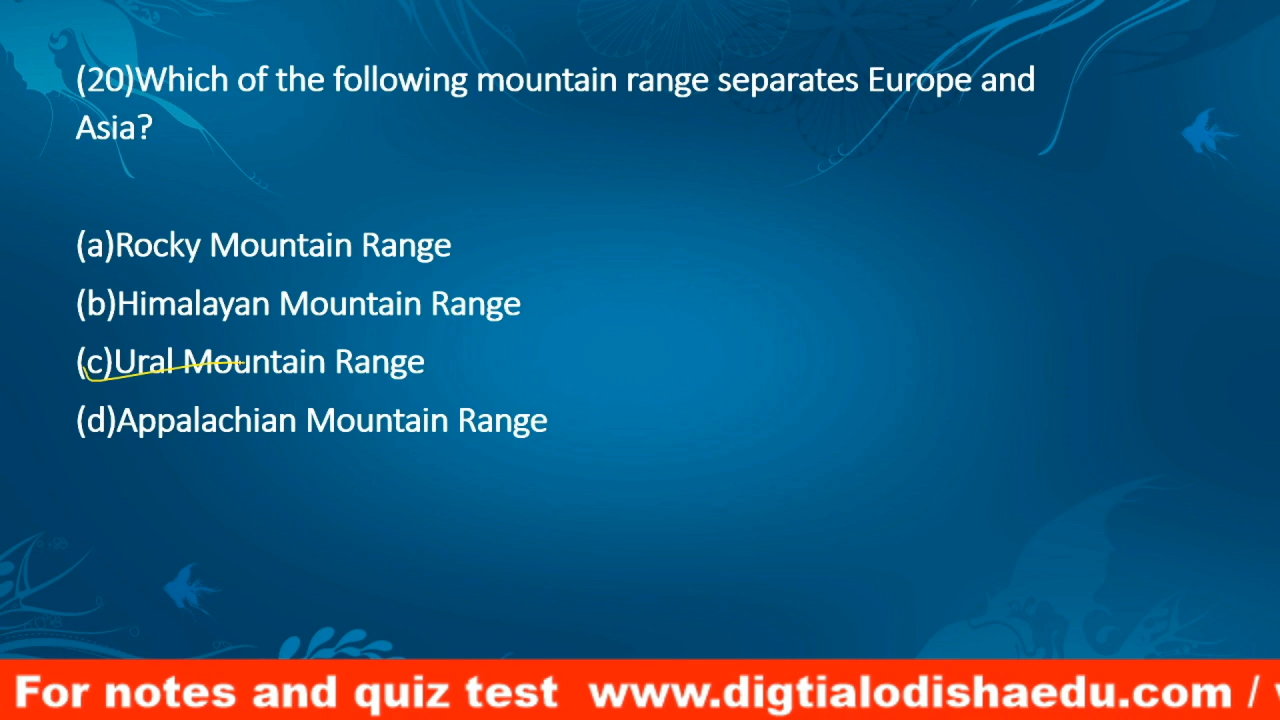 (20)Which of the following mountain range separates Europe and
Asia?
(a)Rocky Mountain Range
(b)Himalayan Mountain Range
(c)Ural Mountain Range
(d)Appalachian Mountain Range
For notes and quiz test www.digtialodishaedu.com /